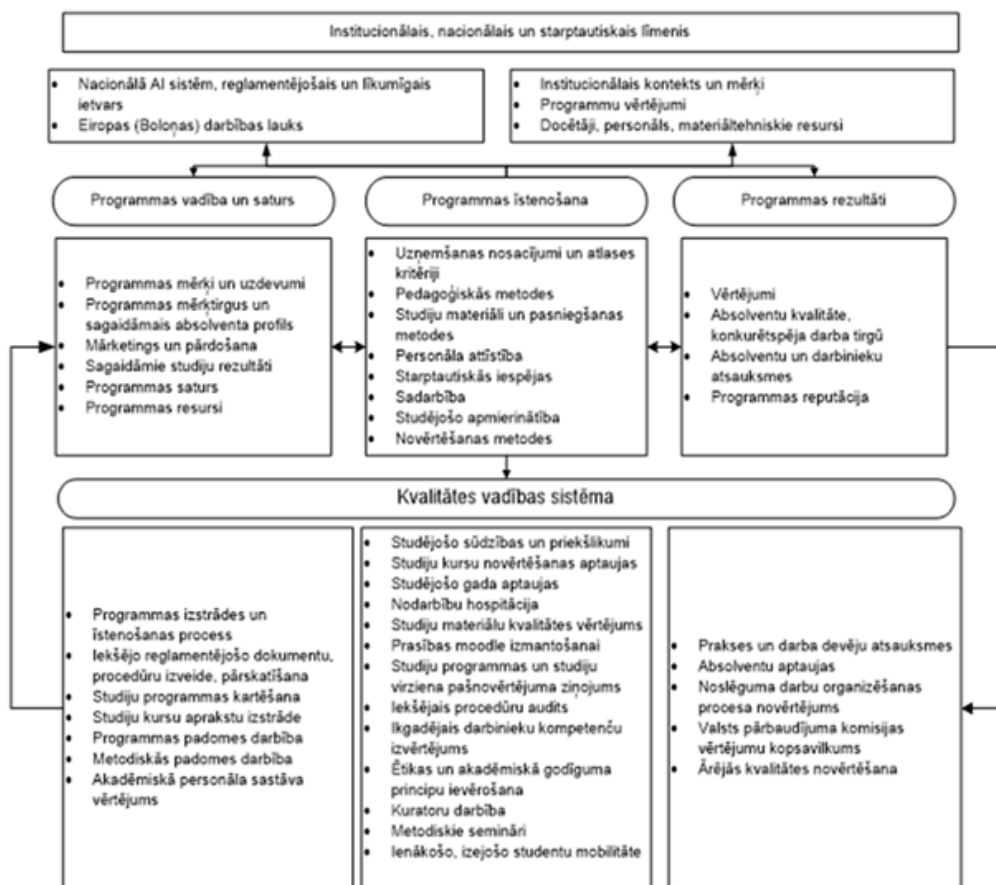 Institucionālais, nacionālais un starptautiskais līmenis
Nacionālā AI sistēm, reglamentējošais un līkumīgais
ietvars
Eiropas (Boloņas) darbības lauks
Institucionālais konteksts un mērķi
Programmu vērtējumi
Docētāji, personāls, materiāltehniskie resursi
Programmas vadība un saturs
Programmas īstenošana
Programmas rezultāti
Programmas mērķi un uzdevumi
Programmas mērķtirgus un
sagaidāmais absolventa profils
Mārketings un pārdošana
Sagaidāmie studiju rezultāti
Programmas saturs
Programmas resursi
Uzņemšanas nosacījumi un atlases
kritēriji
Pedagoģiskās metodes
Studiju materiāli un pasniegšanas
metodes
Personāla attīstība
Starptautiskās iespējas
Sadarbība
Studējošo apmierinātība
Novērtēšanas metodes
Vērtējumi
Absolventu kvalitāte,
konkurētspēja darba tirgū
Absolventu un darbinieku
atsauksmes
Programmas reputācija
Kvalitātes vadības sistēma
Programmas izstrādes un
īstenošanas process
Iekšējo reglamentējošo dokumentu,
procedūru izveide, pārskatīšana
Studiju programmas kartēšana
Studiju kursu aprakstu izstrāde
Programmas padomes darbība
Metodiskās padomes darbība
Akadēmiskā personāla sastāva
vērtējums
Studējošo sūdzības un priekšlikumi
Studiju kursu novērtēšanas aptaujas
Studējošo gada aptaujas
Nodarbību hospitācija
Studiju materiālu kvalitātes vērtējums
Prasības moodle izmantošanai
Studiju programmas un studiju
virziena pašnovērtējuma ziņojums
Iekšējais procedūru audits
Ikgadējais darbinieku kompetenču
izvērtējums
Ētikas un akadēmiskā godīguma
principu ievērošana
Kuratoru darbība
Metodiskie semināri
Ienākošo, izejošo studentu mobilitāte
Prakses un darba devēju atsauksmes
Absolventu aptaujas
Noslēguma darbu organizēšanas
procesa novērtējums
Valsts pārbaudījuma komisijas
vērtējumu kopsavilkums
Ārējās kvalitātes novērtēšana